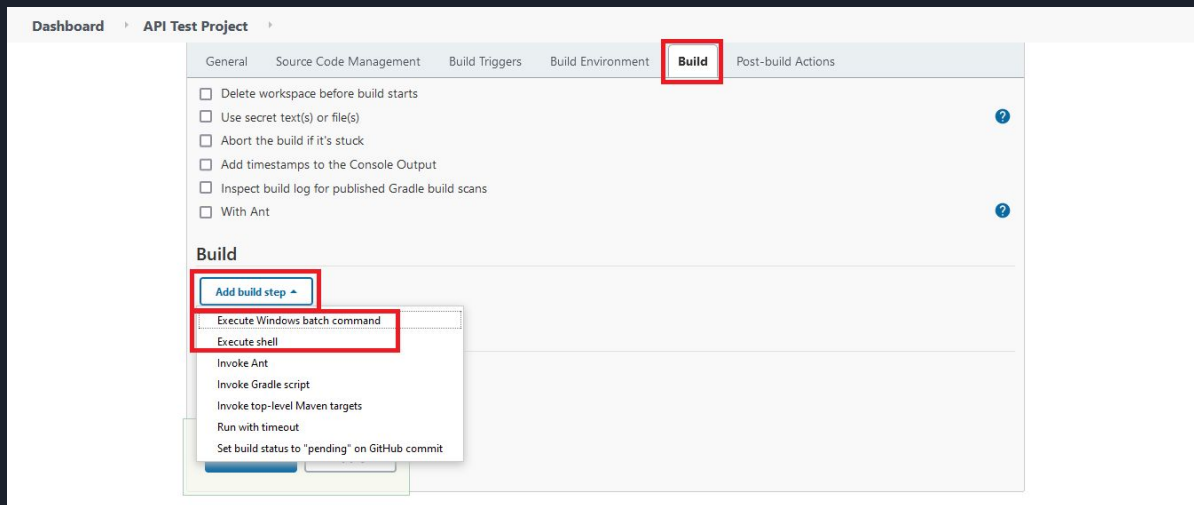 Dashboard API Test Project
General Source Code Management Build Triggers Build Environment Build Post-build Actions
Delete workspace before build starts
Use secret text(s) or file(s)
?
Abort the build if it's stuck
Add timestamps to the Console Output
Inspect build log for published Gradle build scans
With Ant
?
Build
Add build step
Execute Windows batch command
Execute shell
Invoke Ant
Invoke Gradle script
Invoke top-level Maven targets
Run with timeout
Set build status to "pending" on GitHub commit